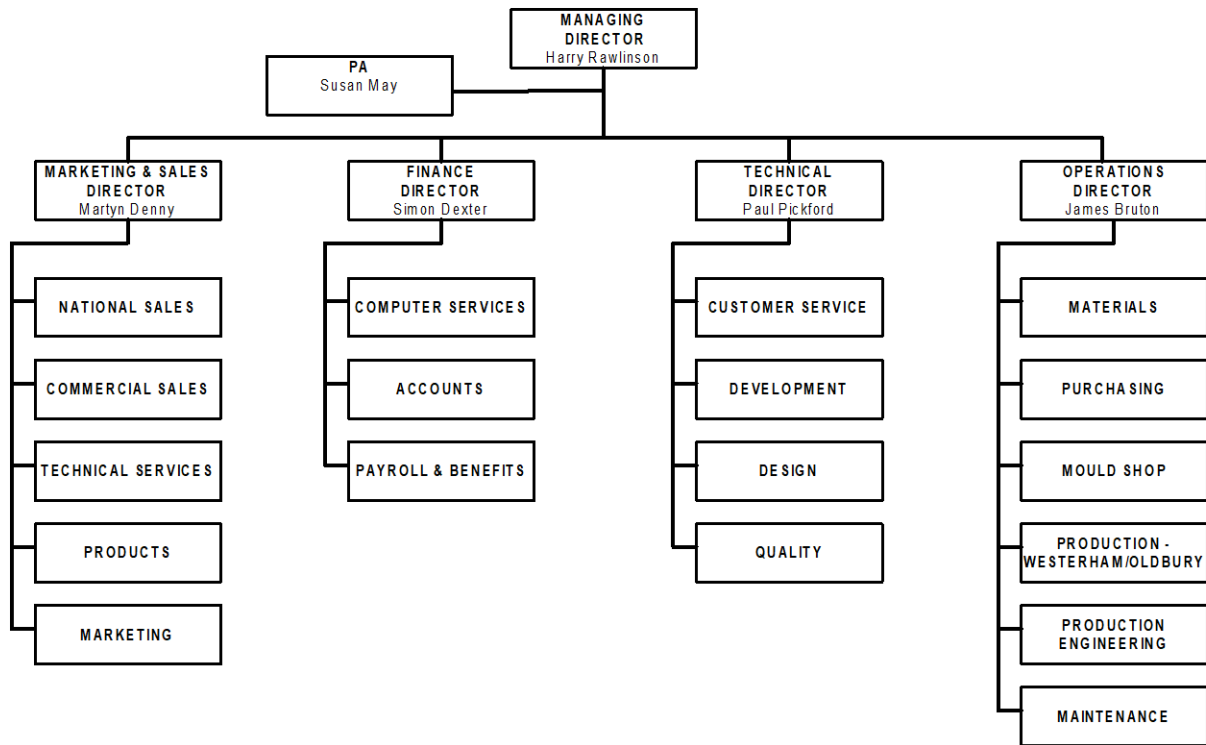 MANAGING
DIRECTOR
Harry Rawlinson
PA
Susan May
MARKETING & SALES
DIRECTOR
Martyn Denny
FINANCE
DIRECTOR
Simon Dexter
TECHNICAL
DIRECTOR
Paul Pickford
OPERATIONS
DIRECTOR
James Bruton
NATIONAL SALES
COMMERCIAL SALES
TECHNICAL SERVICES
PRODUCTS
MARKETING
COMPUTER SERVICES
ACCOUNTS
PAYROLL & BENEFITS
CUSTOMER SERVICE
DEVELOPMENT
DESIGN
QUALITY
MATERIALS
PURCHASING
MOULD SHOP
PRODUCTION -
WESTERHAM/OLDBURY
PRODUCTION
ENGINEERING
MAINTENANCE